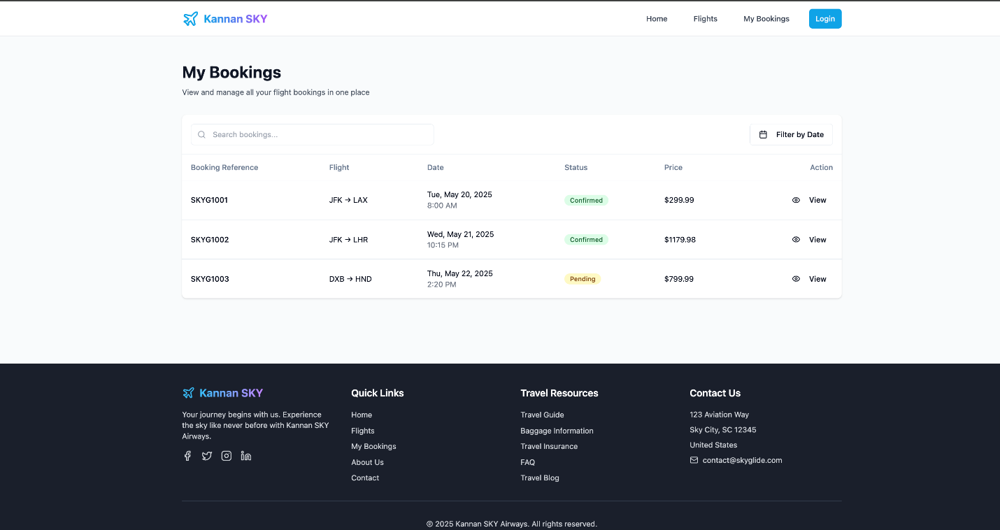 Kannan SKY
Home Flights My Bookings Login
My Bookings
View and manage all your flight bookings in one place
Search bookings...
Filter by Date
Booking Reference Flight Date Status Price Action
SKYG1001 JFK → LAX Tue, May 20, 2025 8:00 AM Confirmed $299.99 View
SKYG1002 JFK → LHR Wed, May 21, 2025 10:15 PM Confirmed $1179.98 View
SKYG1003 DXB → HND Thu, May 22, 2025 2:20 PM Pending $799.99 View
Kannan SKY
Your journey begins with us. Experience
the sky like never before with Kannan SKY
Airways.
Quick Links
Home
Flights
My Bookings
About Us
Contact
Travel Resources
Travel Guide
Baggage Information
Travel Insurance
FAQ
Travel Blog
Contact Us
123 Aviation Way
Sky City, SC 12345
United States
contact@skyglide.com
© 2025 Kannan SKY Airways. All rights reserved.